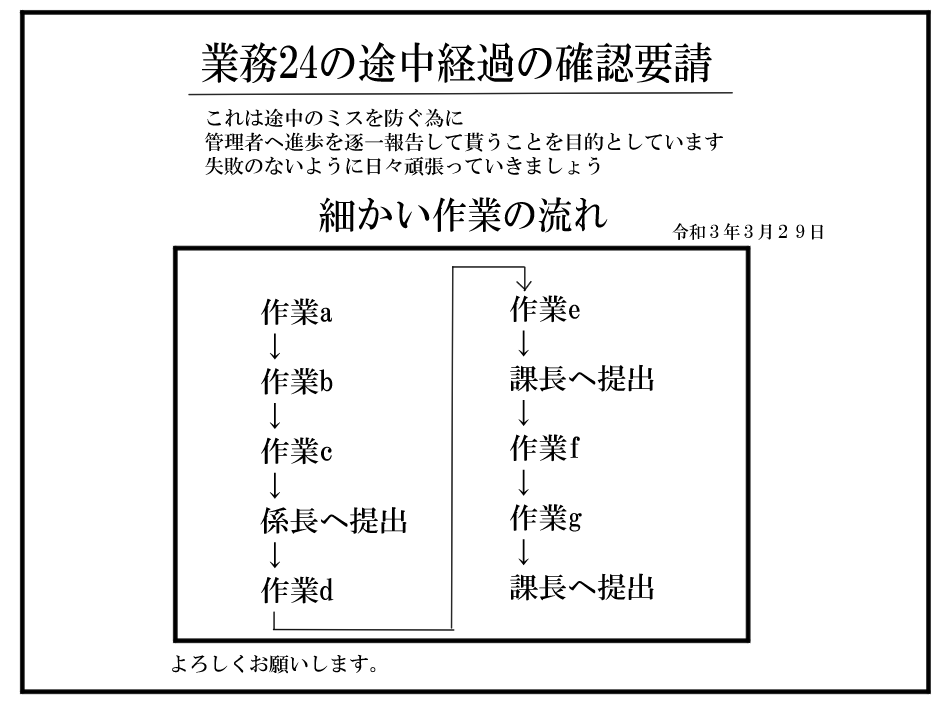 業務24の途中経過の確認要請
これは途中のミスを防ぐ為に
管理者へ進歩を逐一報告して貰うことを目的としています
失敗のないように日々頑張っていきましょう
細かい作業の流れ
令和３年３月２９日
作業a
↓
作業b
↓
作業c
↓
係長へ提出
↓
作業d
作業e
↓
課長へ提出
↓
作業f
↓
作業g
↓
課長へ提出
よろしくお願いします。